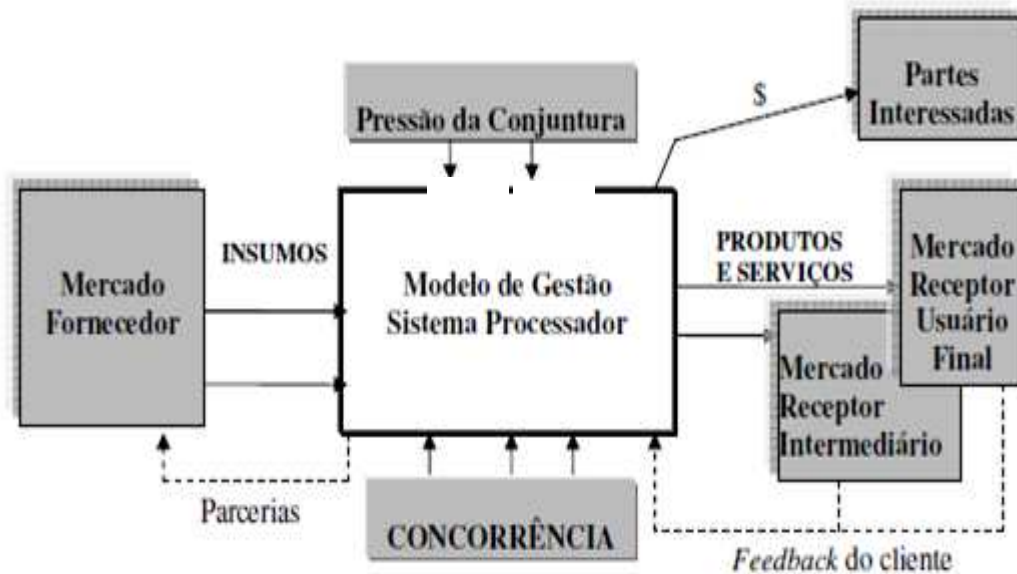 Partes
Interessadas
$
Pressão da Conjuntura
Mercado
Fornecedor
INSUMOS
Modelo de Gestão
Sistema Processador
PRODUTOS
E SERVIÇOS
Mercado
Receptor
Usuário
Final
Mercado
Receptor
Intermediário
Parcerias
CONCORRÊNCIA
Feedback do cliente